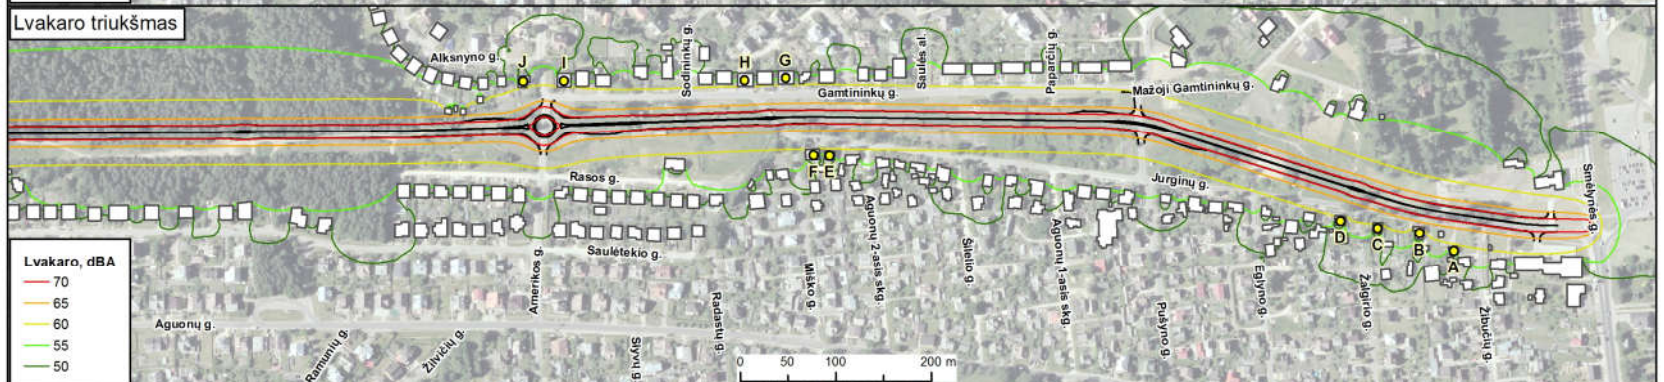 Lvakaro triukšmas
Alksnyno g.
J
I
Sodininkų g.
H
G
Saulės al.
Paparčių g.
Gamtininkų g.
Mažoji Gamtininkų g.
F
E
Rasos g.
Jurginų g.
Smėlynės g.
D
C
B
A
Lvakaro, dBA
70
65
60
55
50
Amerikos g.
Saulėtekio g.
Miško g.
Aguonų 2-asis skg.
Šilelio g.
Aguonų 1-asis skg.
Eglyno g.
Žalgirio g.
Aguonų g.
Ramunių g.
Žilvičių g.
Slyvų g
Radastų g.
Pušyno g.
Žibučių g.
0 50 100 200 m